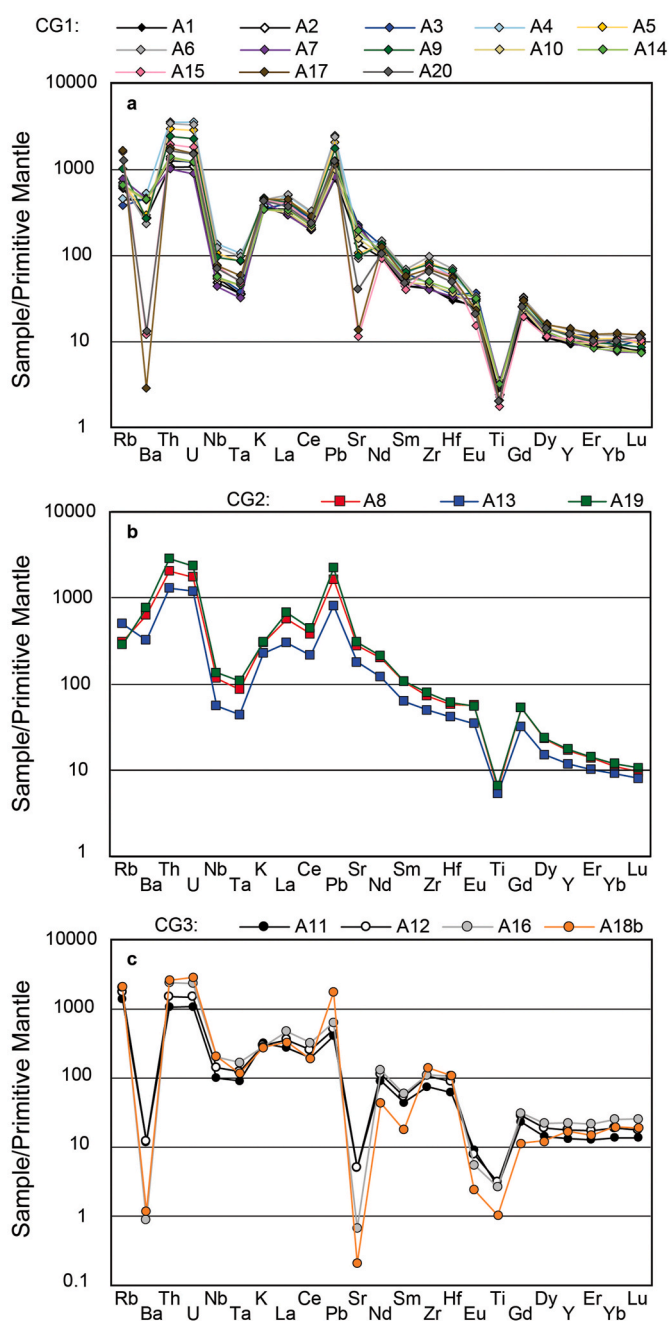 CG1: A1 A2 A3 A4 A5
A6 A7 A9 A10 A14
A15 A17 A20
a
Sample/Primitive Mantle
10000
1000
100
10
1
Rb Th Nb K Ce Sr Sm Hf Ti Dy Er Lu
Ba U Ta La Pb Nd Zr Eu Gd Y Yb
CG2: A8 A13 A19
b
Sample/Primitive Mantle
10000
1000
100
10
1
Rb Th Nb K Ce Sr Sm Hf Ti Dy Er Lu
Ba U Ta La Pb Nd Zr Eu Gd Y Yb
CG3: A11 A12 A16 A18b
c
Sample/Primitive Mantle
10000
1000
100
10
1
0.1
Rb Th Nb K Ce Sr Sm Hf Ti Dy Er Lu
Ba U Ta La Pb Nd Zr Eu Gd Y Yb